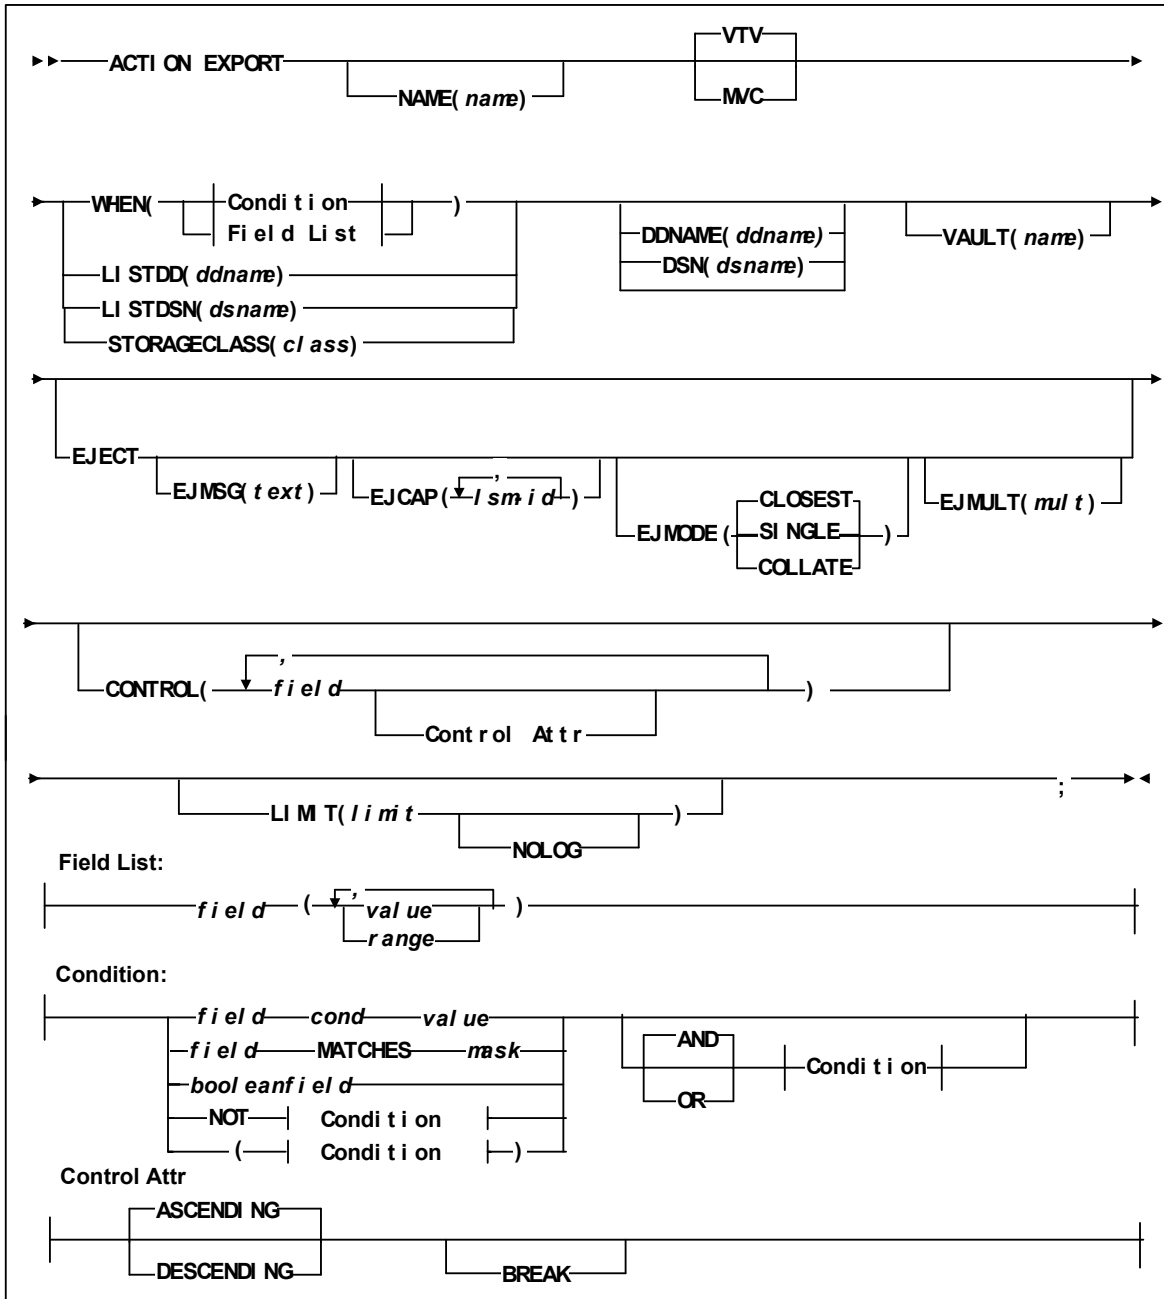 ACTION EXPORT
NAME(name)
VTV
MVC
WHEN( Condition )
Field List
LISTDD(ddname)
LISTDSN(dsname)
STORAGECLASS(class)
DDNAME(ddname)
DSN(dsname)
VAULT(name)
EJECT
EJMSG(text)
,
EJCAP(lsm-id)
CLOSEST
EJMODE(SINGLE)
COLLATE
EJMULT(mult)
,
CONTROL( field )
Control Attr
LIMIT(limit )
NOLOG
;
Field List:
,
field ( value )
range
Condition:
field cond value
field MATCHES mask
booleanfield
NOT Condition
( Condition )
AND
OR
Condition
Control Attr
ASCENDING
DESCENDING
BREAK